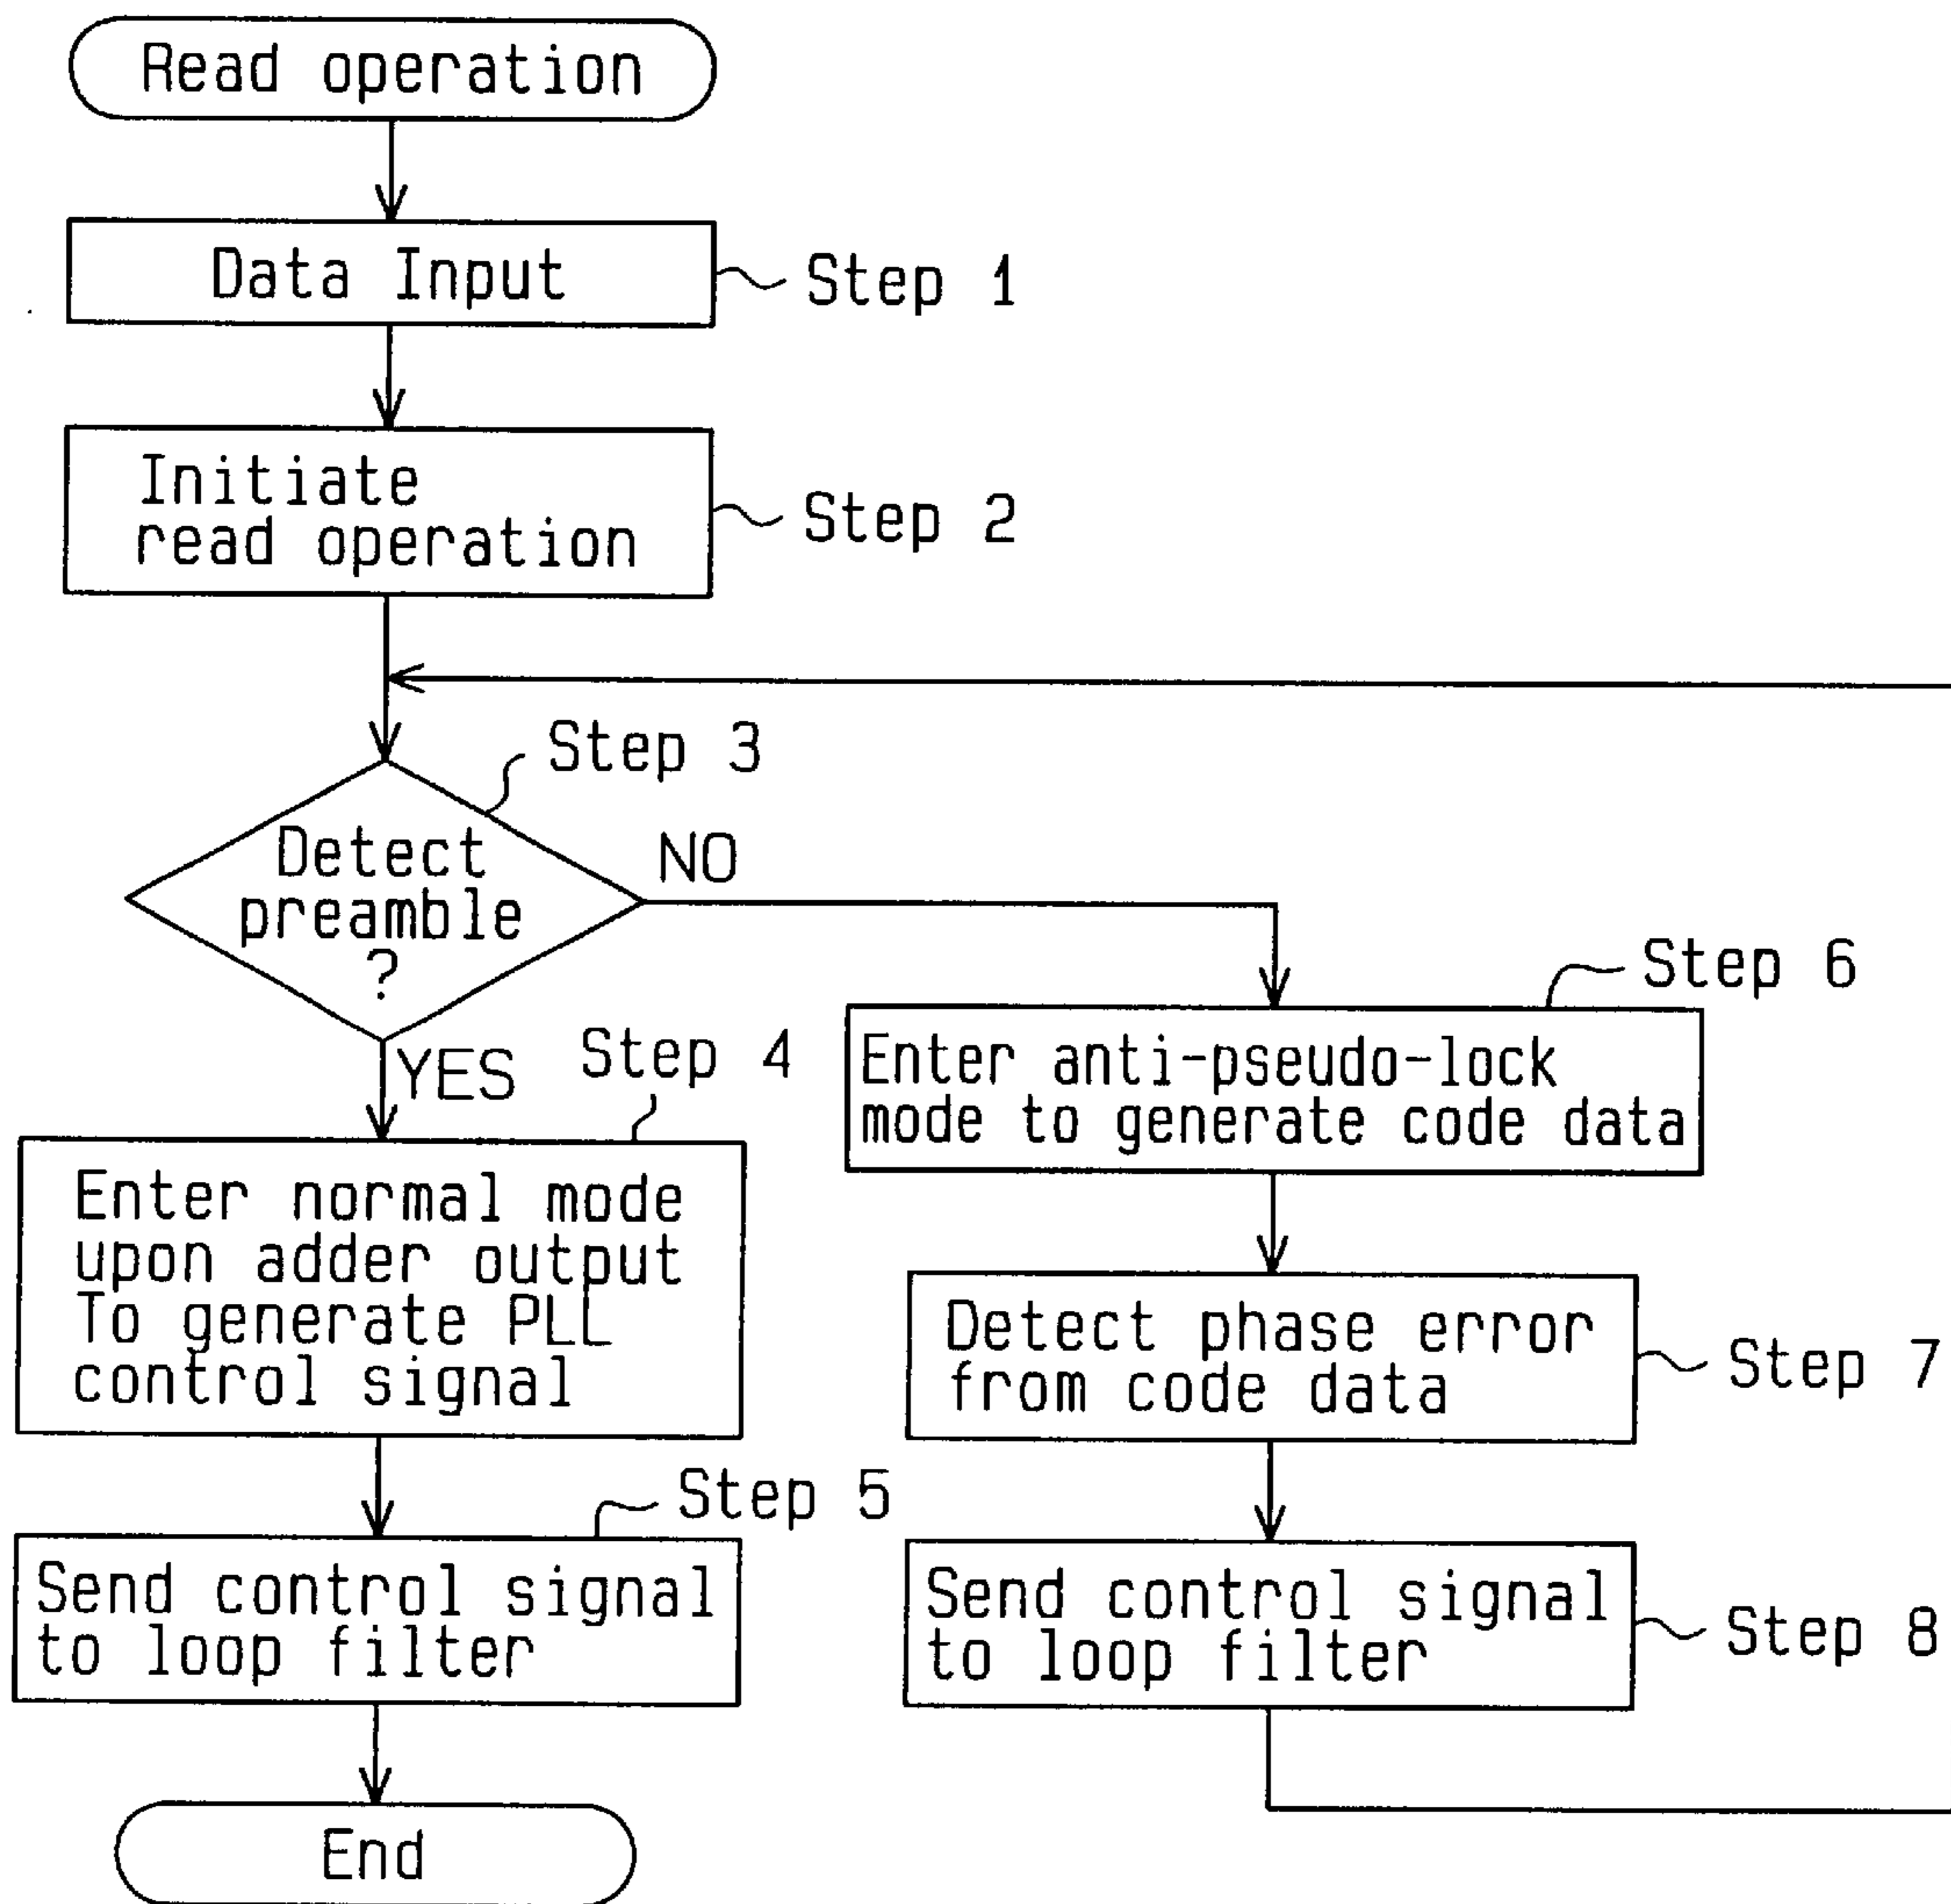 Read operation
Data Input
Step 1
Initiate
read operation
Step 2
Step 3
Detect
preamble
?
NO
YES
Step 4
Enter normal mode
upon adder output
To generate PLL
control signal
Step 5
Send control signal
to loop filter
End
Step 6
Enter anti-pseudo-lock
mode to generate code data
Detect phase error
from code data
Step 7
Send control signal
to loop filter
Step 8